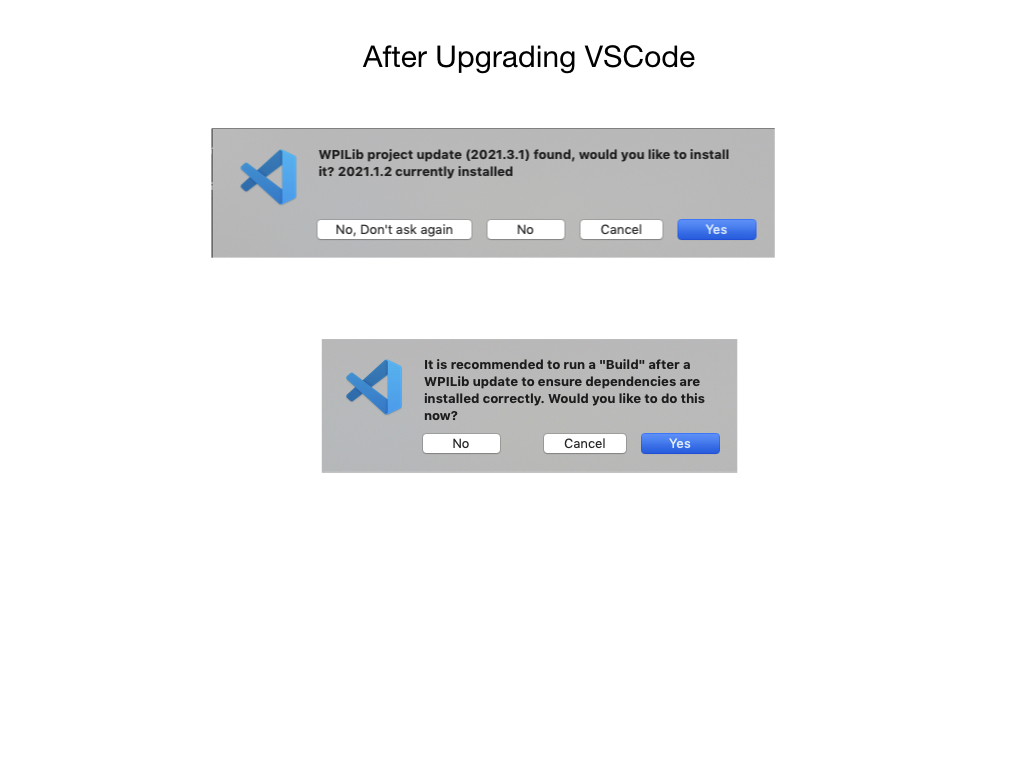 After Upgrading VSCode
WPILib project update (2021.3.1) found, would you like to install
it? 2021.1.2 currently installed
No, Don't ask again No Cancel Yes
It is recommended to run a "Build" after a
WPILib update to ensure dependencies are
installed correctly. Would you like to do this
now?
No Cancel Yes